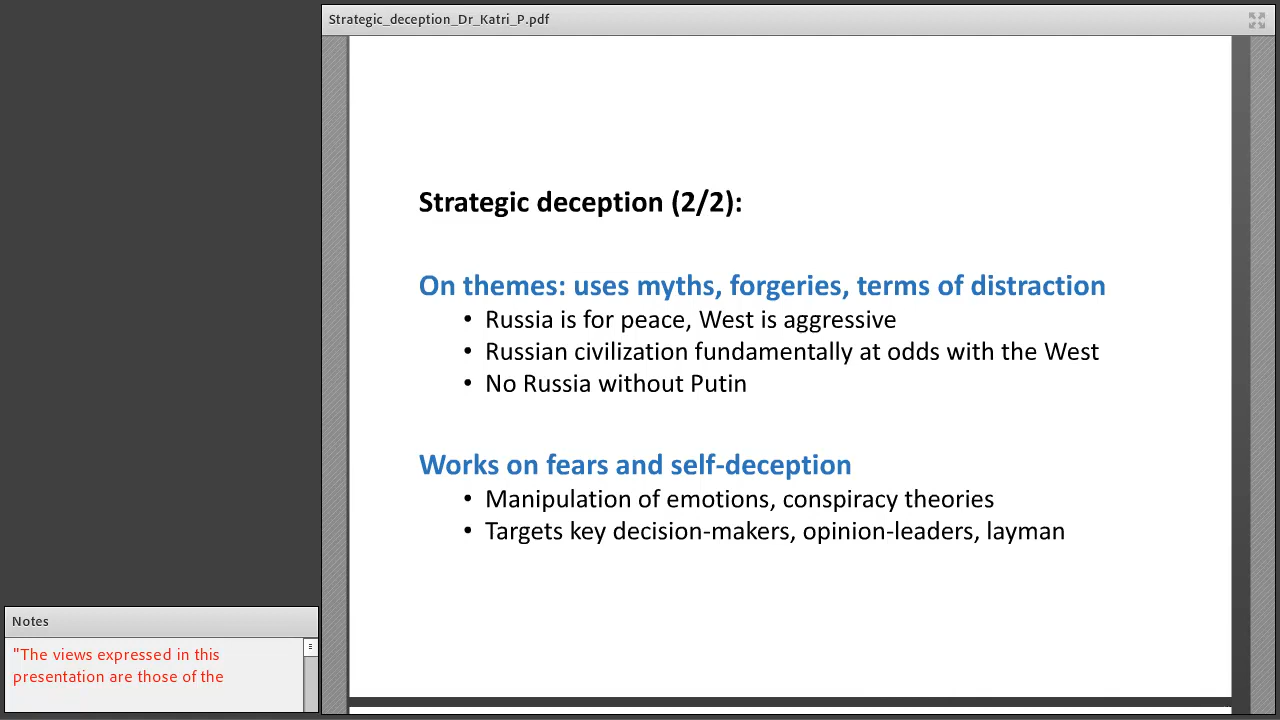 Strategic_deception_Dr_Katri_P.pdf
Strategic deception (2/2):
On themes: uses myths, forgeries, terms of distraction
• Russia is for peace, West is aggressive
• Russian civilization fundamentally at odds with the West
• No Russia without Putin
Works on fears and self-deception
• Manipulation of emotions, conspiracy theories
• Targets key decision-makers, opinion-leaders, layman
Notes
"The views expressed in this
presentation are those of the